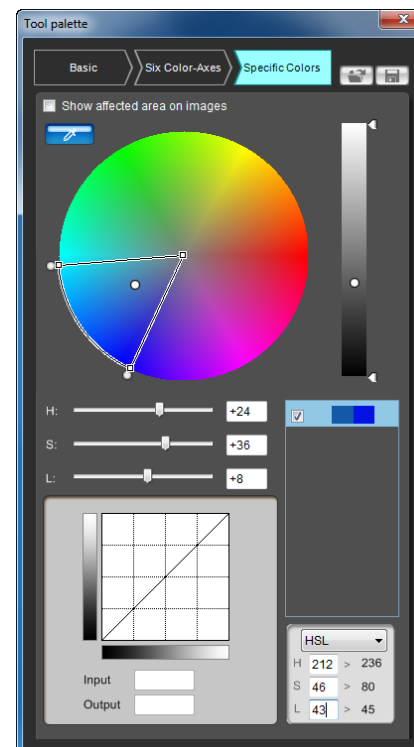 Tool palette
Basic
Six Color-Axes
Specific Colors
Show affected area on images
H: +24
S: +36
L: +8
Input
Output
HSL
H 212 > 236
S 46 > 80
L 43 > 45